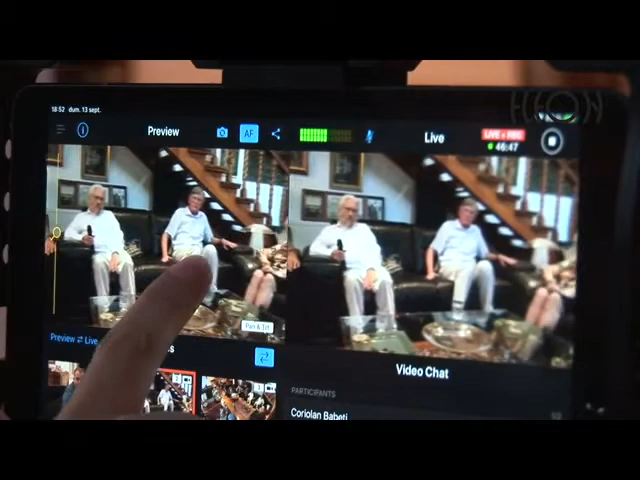 18:52 dum. 13 sept.
Preview
AF
Live
LIVE & REC
46:47
Pan & Tilt
Preview ⇄ Live
Video Chat
PARTICIPANTS
Coriolan Babeți